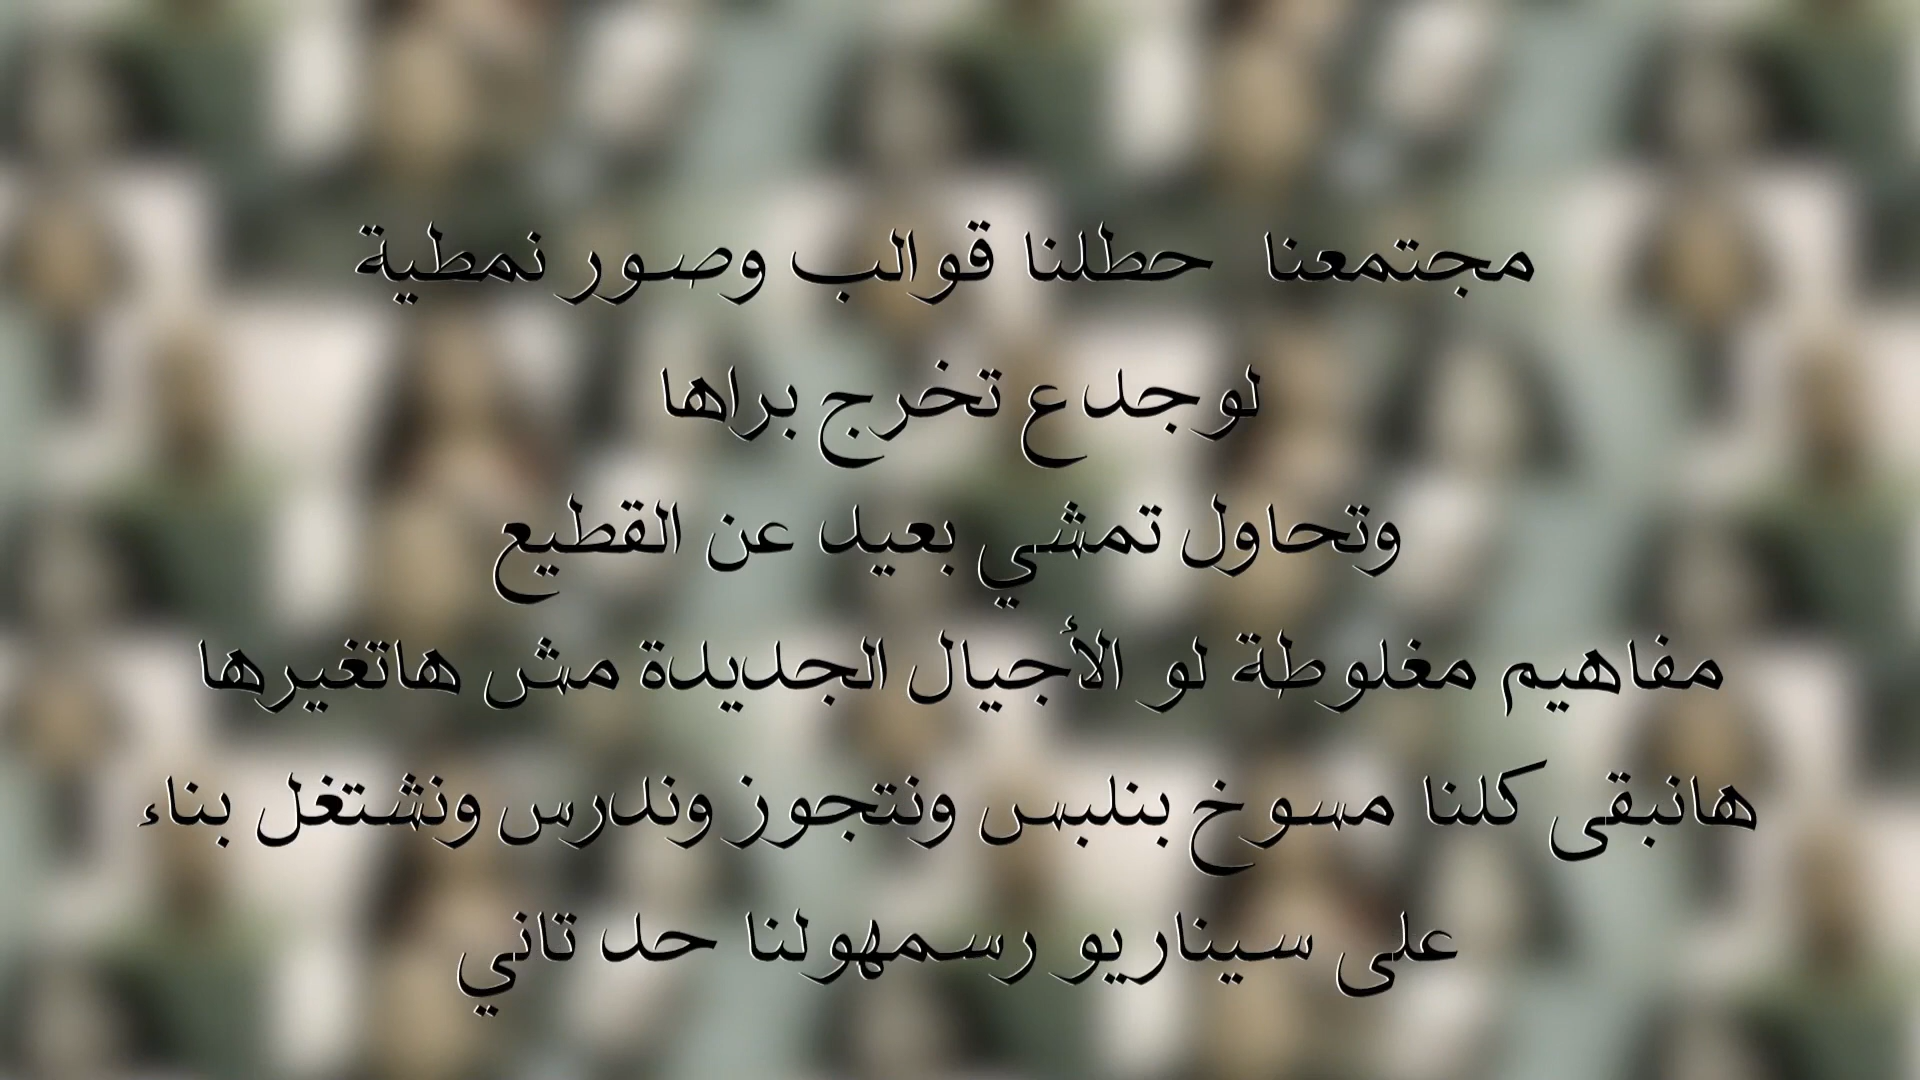 مجتمعنا حطلنا قوالب وصور نمطية
لوجدع تخرج براها
وتحاول تمشي بعيد عن القطيع
مفاهيم مغلوطة لو الأجيال الجديدة مش هاتغيرها
هانبقى كلنا مسوخ بنلبس ونتجوز وندرس ونشتغل بناء
على سيناريو رسمهولنا حد تاني